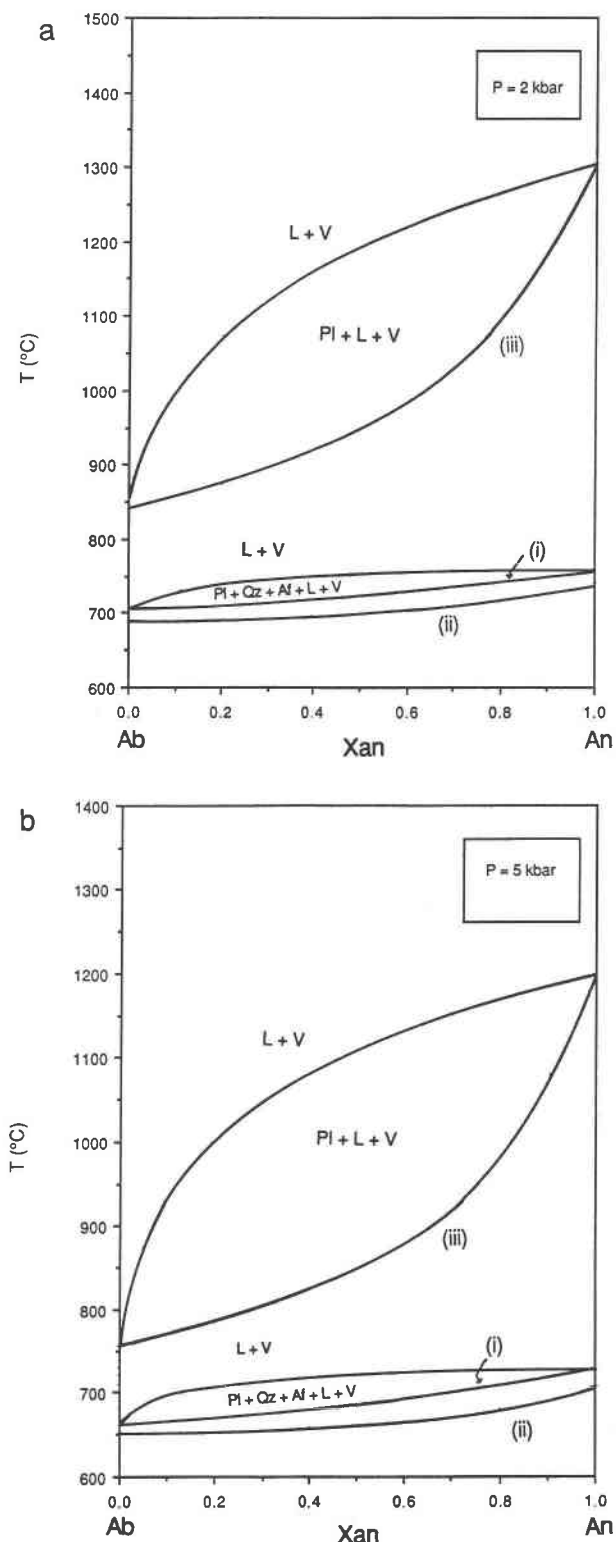 a
1500
P = 2 kbar
1400
1300
L + V
1200
Pl + L + V
1100
(iii)
T (°C)
1000
900
L + V
800
(i)
Pl + Qz + Af + L + V
700
(ii)
600
0.0 0.2 0.4 0.6 0.8 1.0
Ab Xan An
b
1400
P = 5 kbar
1300
1200
L + V
1100
Pl + L + V
1000
T (°C)
900
(iii)
800
L + V
(i)
Pl + Qz + Af + L + V
700
(ii)
600
0.0 0.2 0.4 0.6 0.8 1.0
Ab Xan An